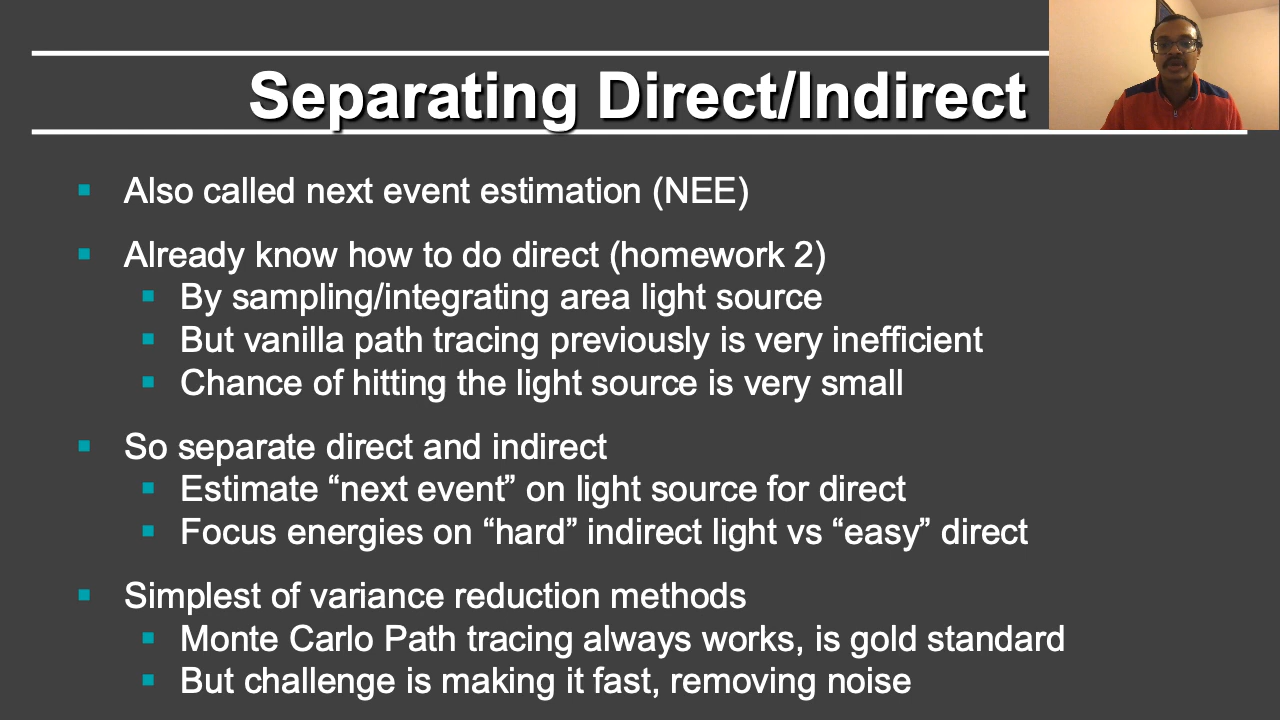 Separating Direct/Indirect
Also called next event estimation (NEE)
Already know how to do direct (homework 2)
By sampling/integrating area light source
But vanilla path tracing previously is very inefficient
Chance of hitting the light source is very small
So separate direct and indirect
Estimate “next event” on light source for direct
Focus energies on “hard” indirect light vs “easy” direct
Simplest of variance reduction methods
Monte Carlo Path tracing always works, is gold standard
But challenge is making it fast, removing noise